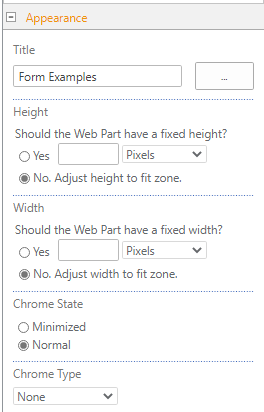 Appearance
Title
Form Examples
...
Height
Should the Web Part have a fixed height?
Yes Pixels
No. Adjust height to fit zone.
Width
Should the Web Part have a fixed width?
Yes Pixels
No. Adjust width to fit zone.
Chrome State
Minimized
Normal
Chrome Type
None